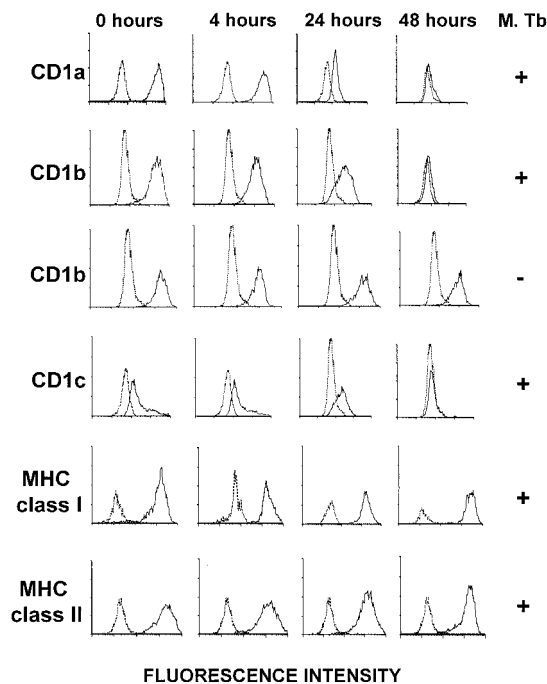 0 hours 4 hours 24 hours 48 hours M. Tb
CD1a +
CD1b +
CD1b -
CD1c +
MHC
class I +
MHC
class II +
FLUORESCENCE INTENSITY